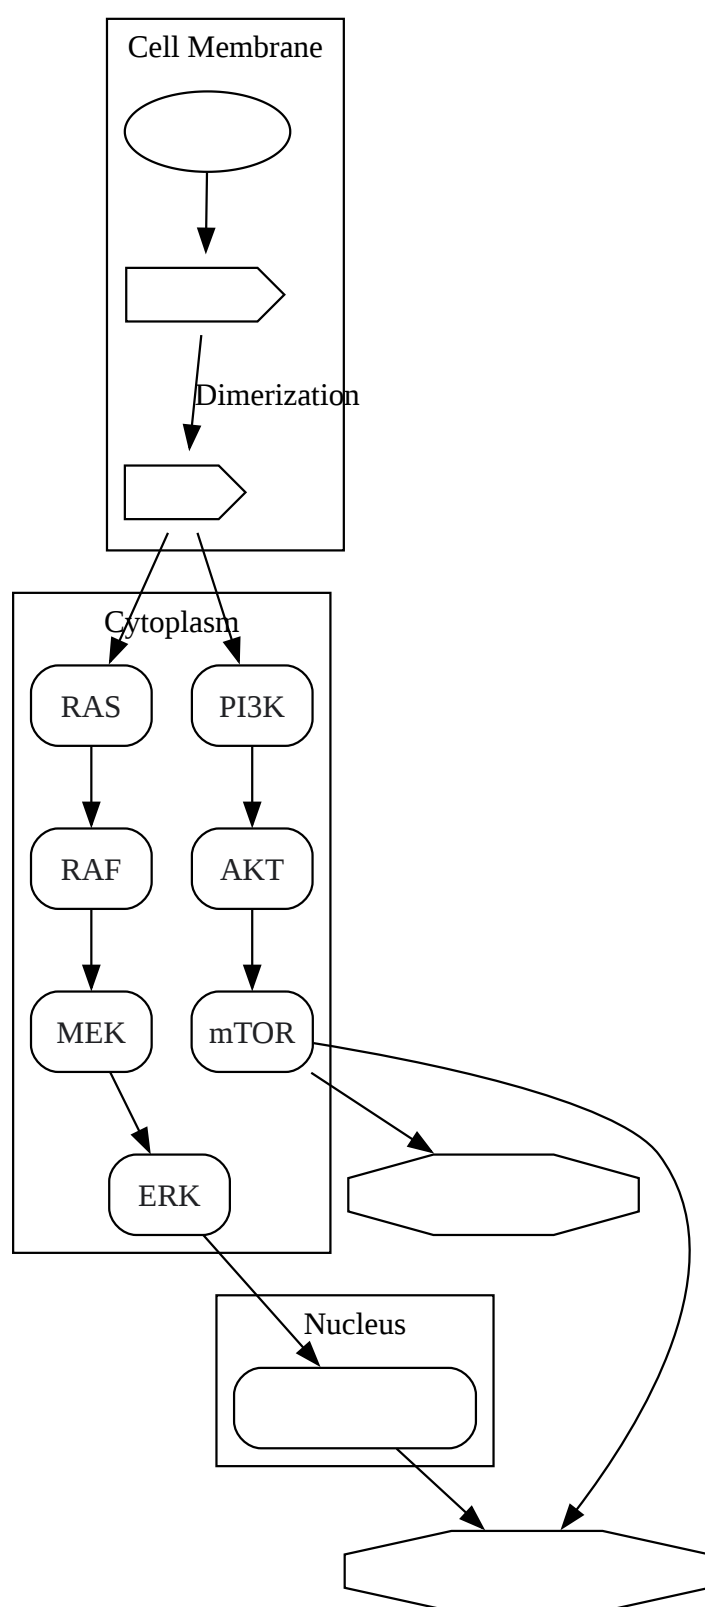 Cell Membrane
Dimerization
Cytoplasm
RAS
PI3K
RAF
AKT
MEK
mTOR
ERK
Nucleus